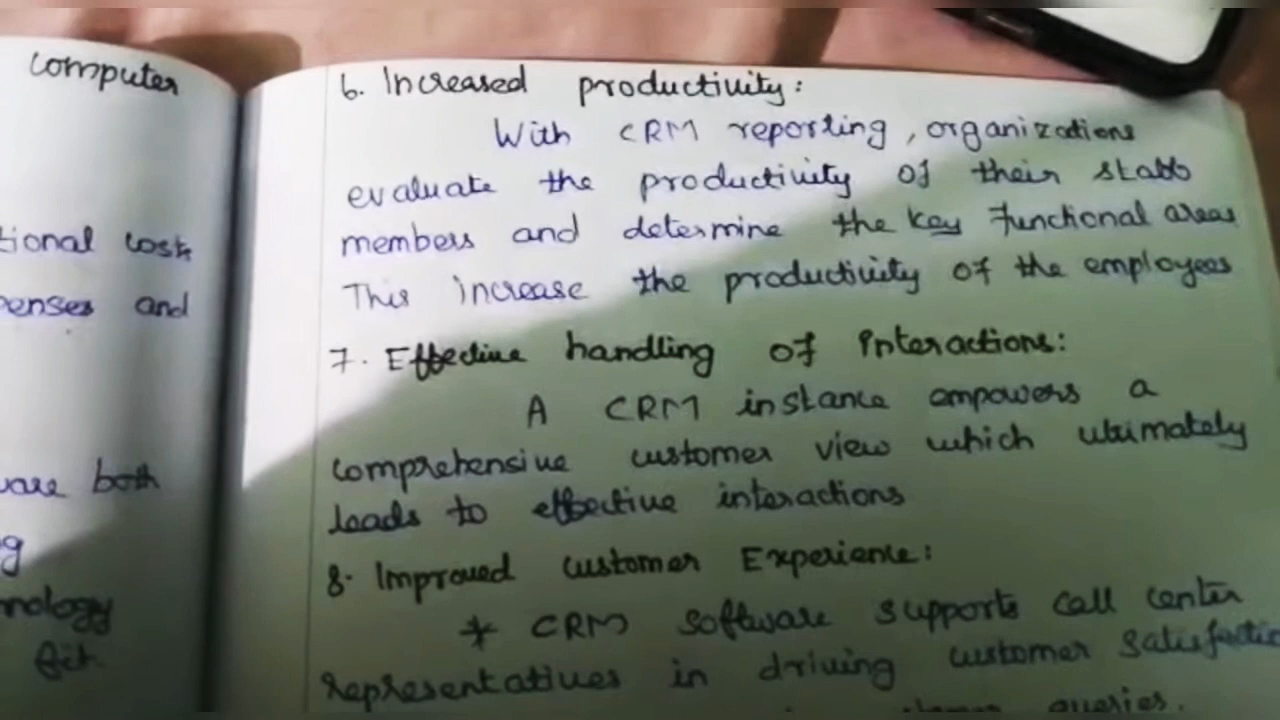 computer
tional costs
penses and
ware both
g
nology
fit
6. Increased productivity:
With CRM reporting, organizations
evaluate the productivity of their staff
members and determine the key Functional areas
This increase the productivity of the employees
7. Effective handling of interactions:
A CRM instance empowers a
comprehensive customer view which ultimately
leads to effective interactions
8. Improved customer Experience:
* CRM software supports call center
representatives in driving customer satisfactio
queries.